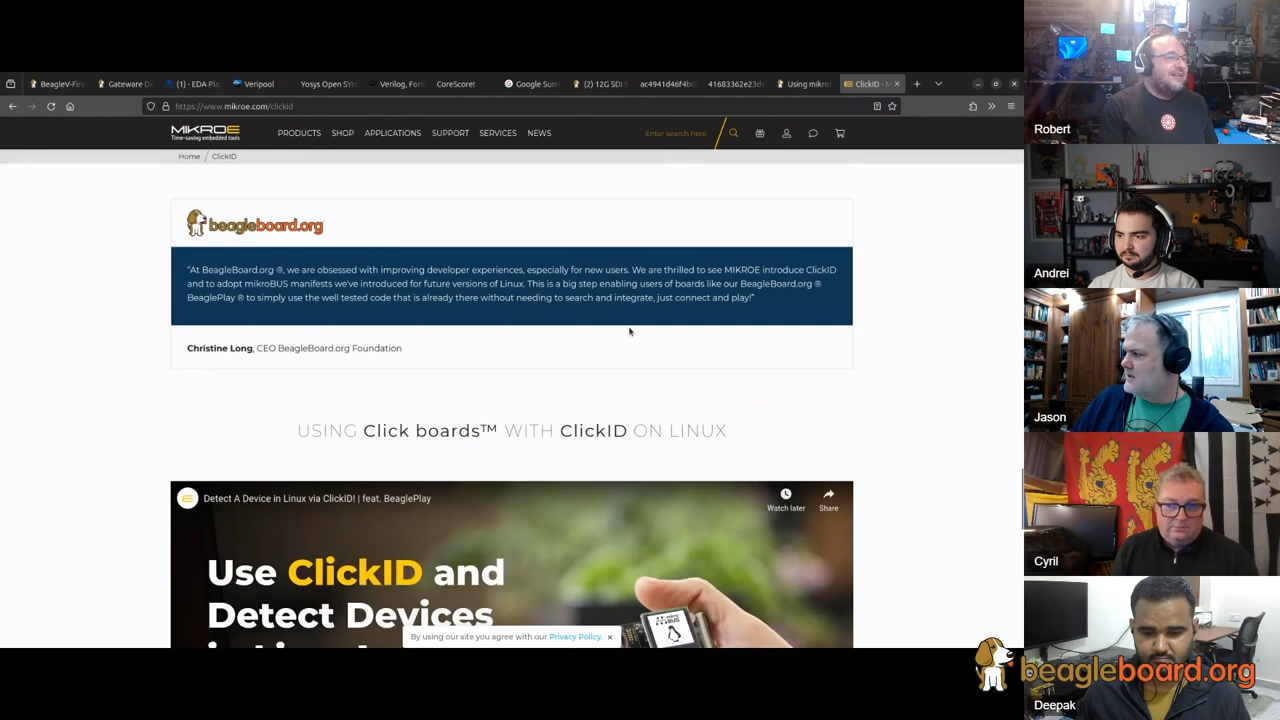 BeagleV-Fire
Gateware De
(1) - EDA Pla
Veripool
Yosys Open SY
Verilog, Form
CoreScore!
Google Sum
(2) 12G SDI S
ac4941d46f4b
41683362e23d
Using mikro
ClickID - M
https://www.mikroe.com/clickid
MIKROE
Time-saving embedded tools
PRODUCTS SHOP APPLICATIONS SUPPORT SERVICES NEWS
Enter search here
Home / ClickID
beagleboard.org
"At BeagleBoard.org ®, we are obsessed with improving developer experiences, especially for new users. We are thrilled to see MIKROE introduce ClickID
and to adopt mikroBUS manifests we've introduced for future versions of Linux. This is a big step enabling users of boards like our BeagleBoard.org ®
BeaglePlay ® to simply use the well tested code that is already there without needing to search and integrate, just connect and play!"
Christine Long, CEO BeagleBoard.org Foundation
USING Click boards™ WITH ClickID ON LINUX
Detect A Device in Linux via ClickID! | feat. BeaglePlay
Watch later
Share
Use ClickID and
Detect Devices
BUS
By using our site you agree with our Privacy Policy. ×
Robert
Andrei
Jason
Cyril
Deepak
beagleboard.org